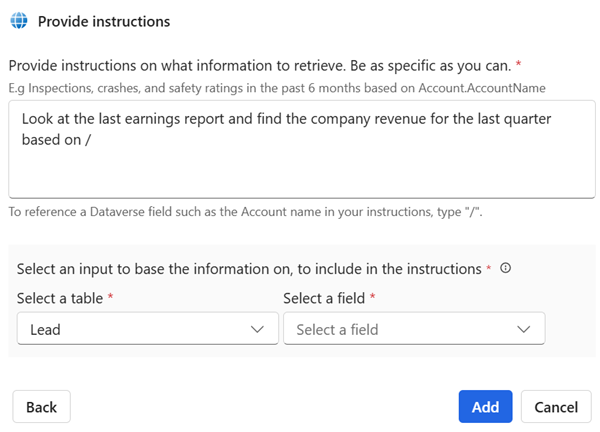 Provide instructions
Provide instructions on what information to retrieve. Be as specific as you can. *
E.g Inspections, crashes, and safety ratings in the past 6 months based on Account.AccountName
Look at the last earnings report and find the company revenue for the last quarter
based on /
To reference a Dataverse field such as the Account name in your instructions, type "/".
Select an input to base the information on, to include in the instructions *
Select a table * Select a field *
Lead Select a field
Back Add Cancel